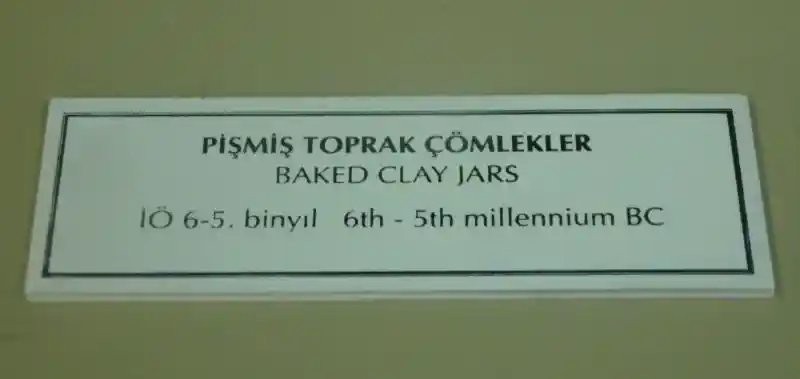 PİŞMİŞ TOPRAK ÇÖMLEKLER
BAKED CLAY JARS
İÖ 6-5. binyıl 6th - 5th millennium BC